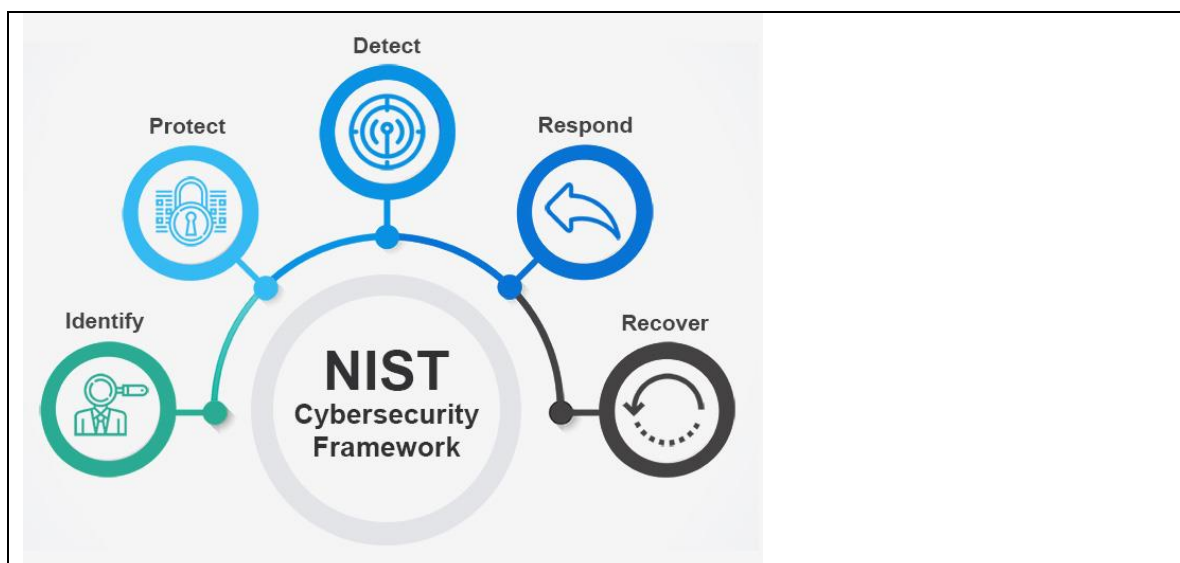 Detect
Protect
Respond
Identify
Recover
NIST
Cybersecurity
Framework